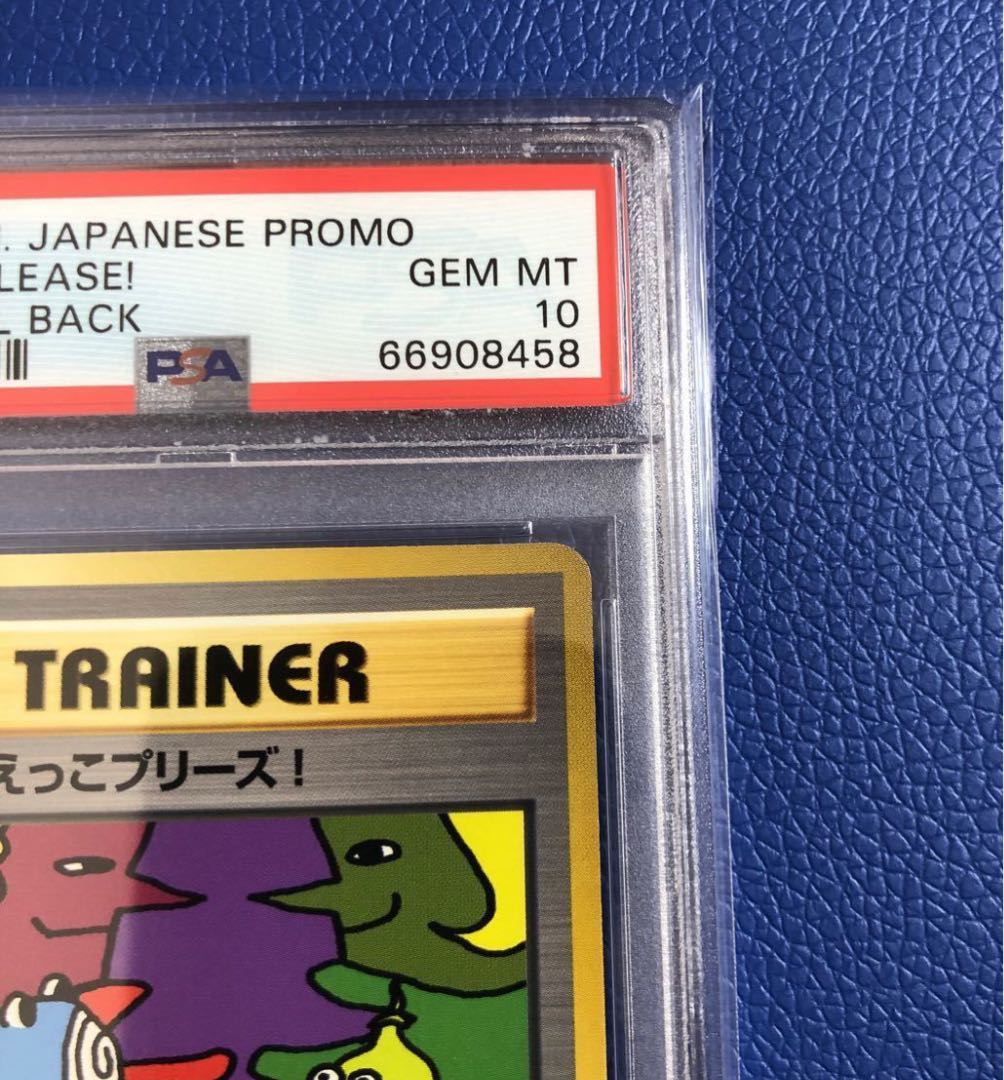 . JAPANESE PROMO
LEASE! GEM MT
L BACK 10
PSA 66908458
TRAINER
えっこプリーズ!